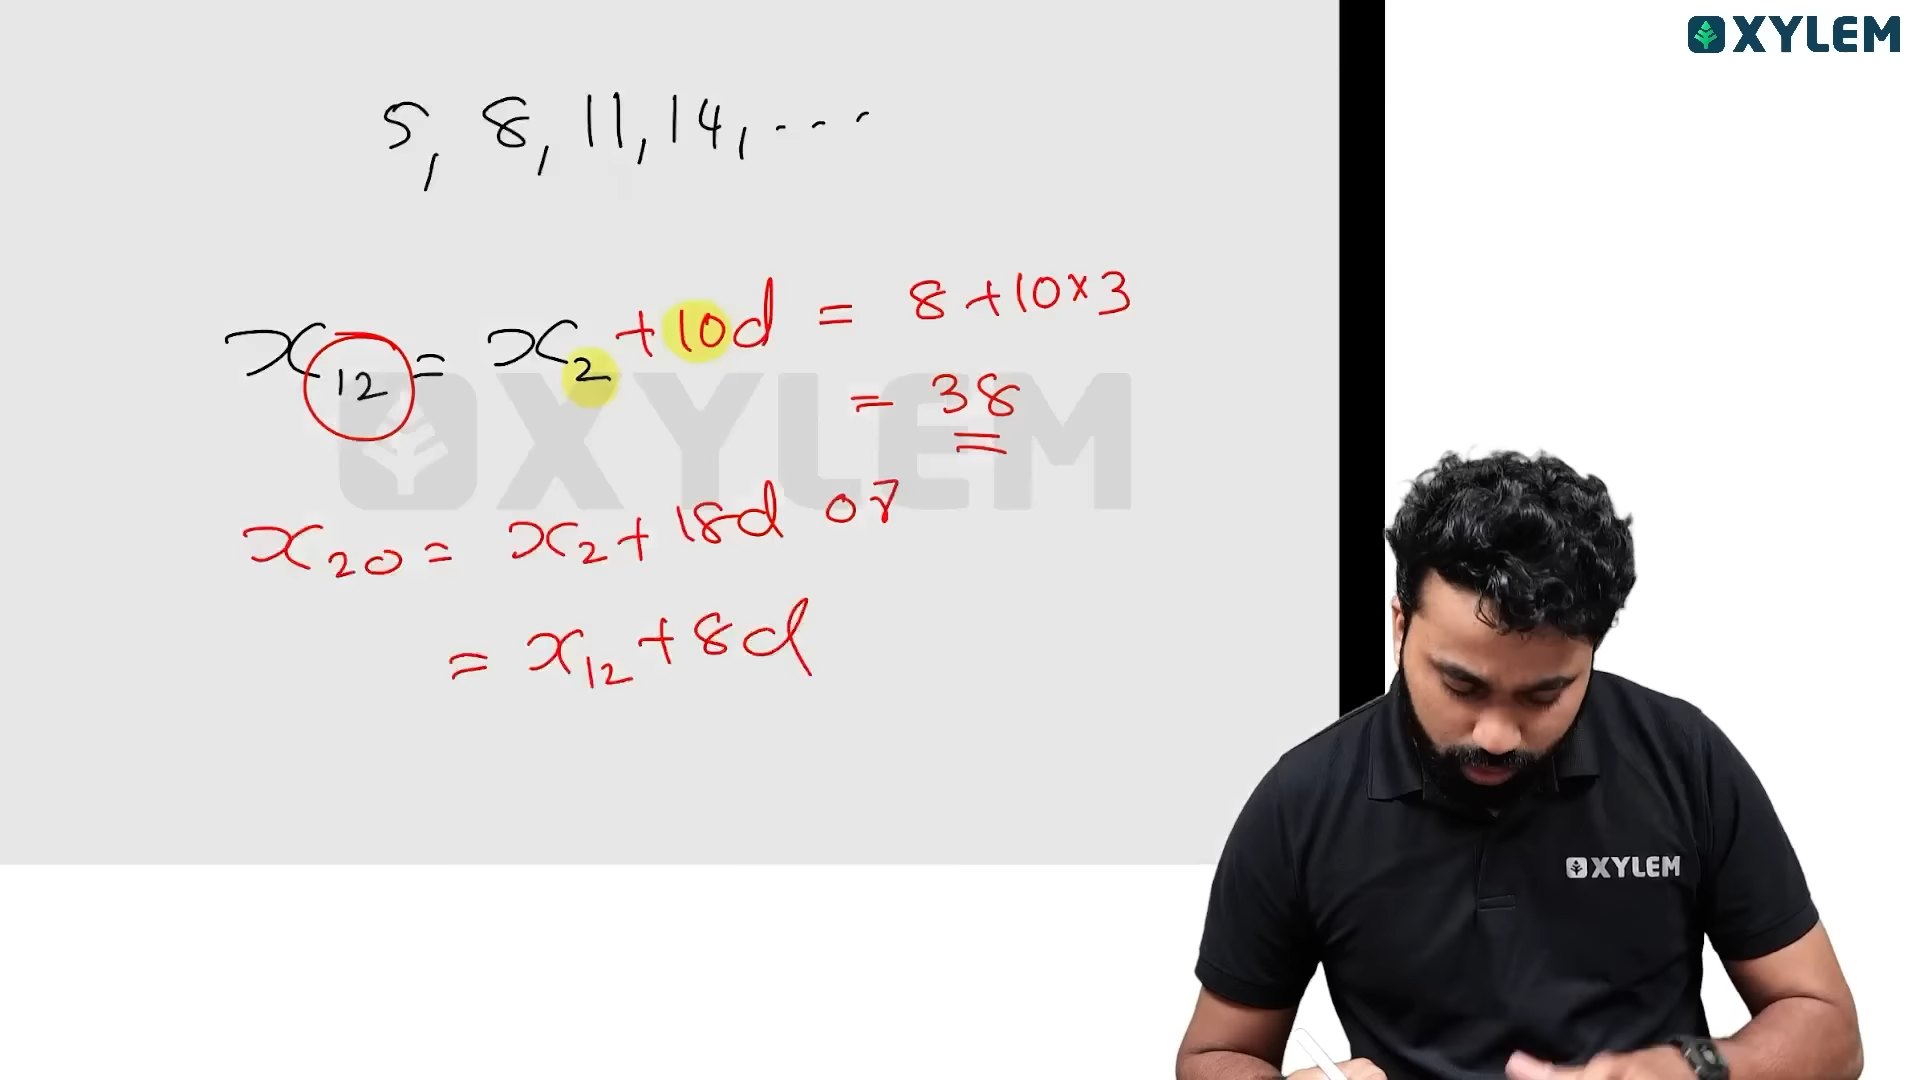 XYLEM
5, 8, 11, 14, ...
x₁₂ = x₂ + 10d = 8 + 10 × 3
= 38
XYLEM
x₂₀ = x₂ + 18d or
= x₁₂ + 8d
XYLEM